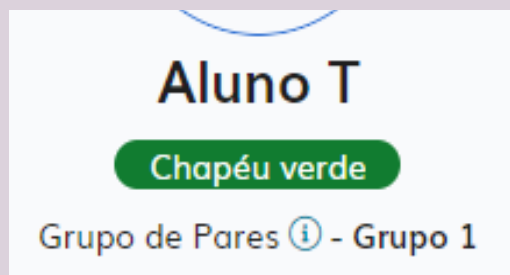 Aluno T
Chapéu verde
Grupo de Pares ⓘ - Grupo 1